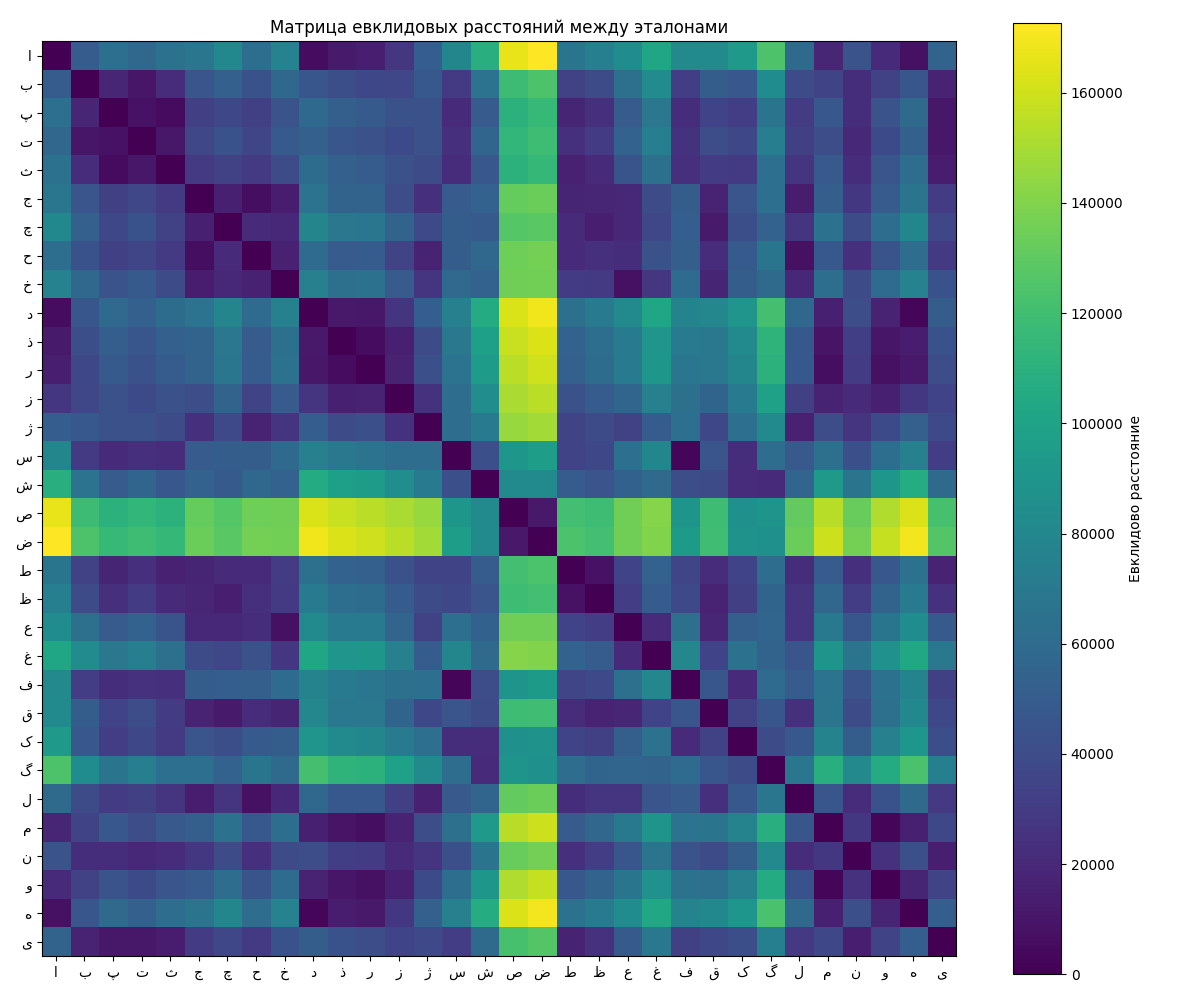 Матрица евклидовых расстояний между эталонами
ا
ب
پ
ت
ث
ج
چ
ح
خ
د
ذ
ر
ز
ژ
س
ش
ص
ض
ط
ظ
ع
غ
ف
ق
ک
گ
ل
م
ن
و
ه
ی
ا ب پ ت ث ج چ ح خ د ذ ر ز ژ س ش ص ض ط ظ ع غ ف ق ک گ ل م ن و ه ی
160000
140000
120000
100000
80000
60000
40000
20000
0
Евклидово расстояние